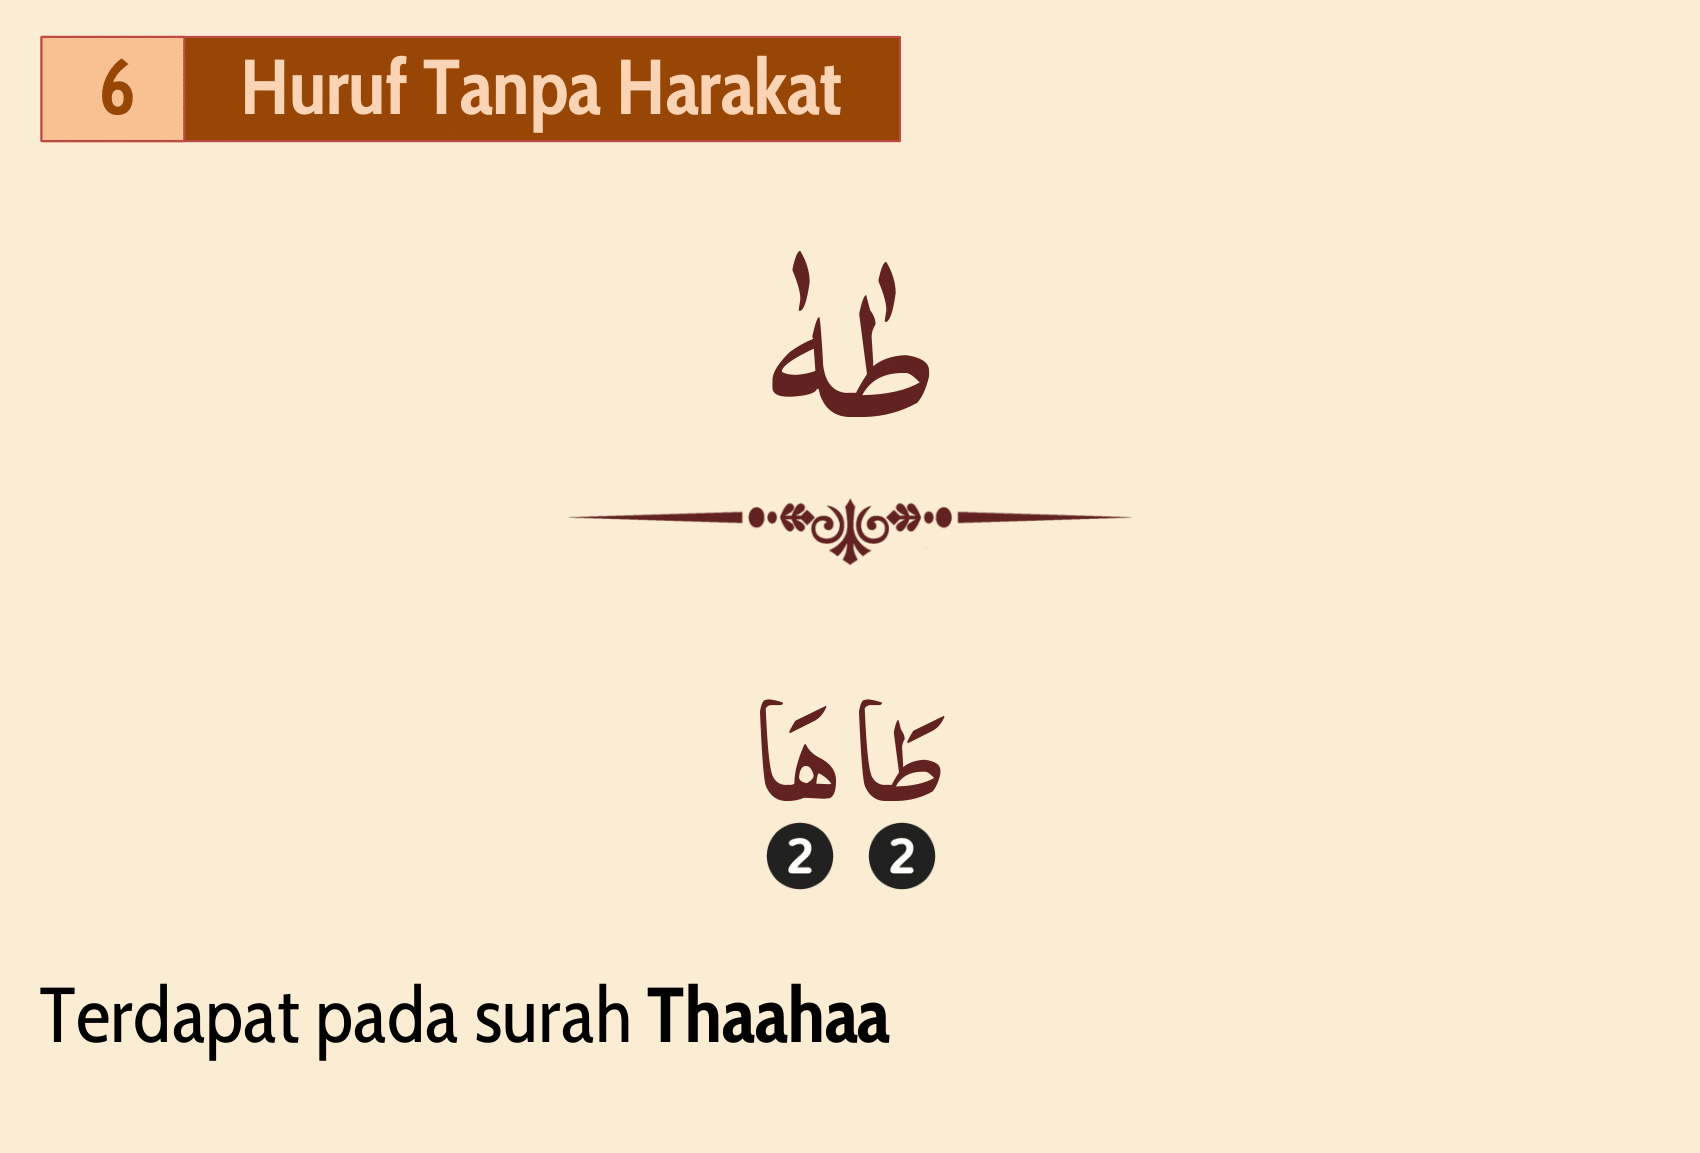 6 Huruf Tanpa Harakat
طٰهٰ
طَا هَا
2 2
Terdapat pada surah Thaahaa